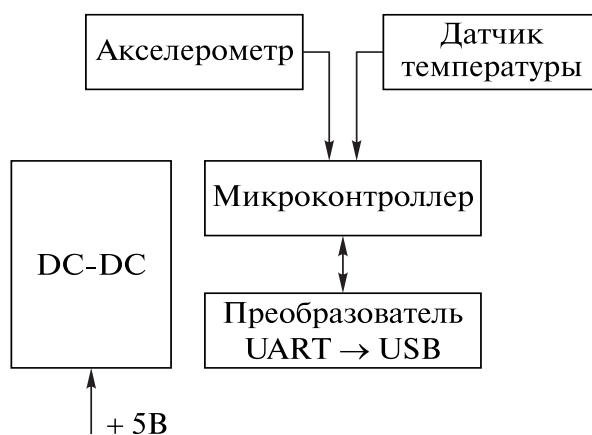 Акселерометр
Датчик
температуры
Микроконтроллер
DC-DC
Преобразователь
UART → USB
+ 5В